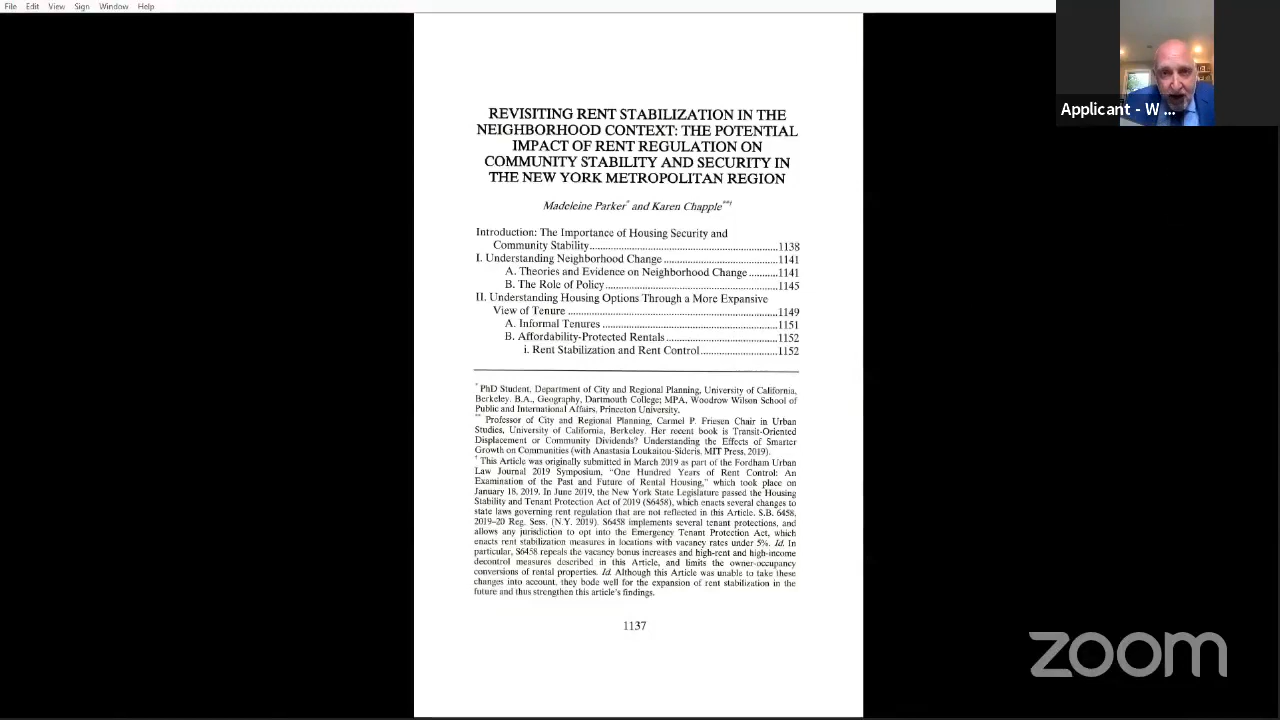 File Edit View Sign Window Help
Applicant - W ...
REVISITING RENT STABILIZATION IN THE
NEIGHBORHOOD CONTEXT: THE POTENTIAL
IMPACT OF RENT REGULATION ON
COMMUNITY STABILITY AND SECURITY IN
THE NEW YORK METROPOLITAN REGION
Madeleine Parker* and Karen Chapple**†
Introduction: The Importance of Housing Security and
Community Stability..........................................................1138
I. Understanding Neighborhood Change ...................................1141
A. Theories and Evidence on Neighborhood Change .........1141
B. The Role of Policy......................................................1145
II. Understanding Housing Options Through a More Expansive
View of Tenure ................................................................1149
A. Informal Tenures ......................................................1151
B. Affordability-Protected Rentals...................................1152
i. Rent Stabilization and Rent Control........................1152
* PhD Student, Department of City and Regional Planning, University of California,
Berkeley. B.A., Geography, Dartmouth College; MPA, Woodrow Wilson School of
Public and International Affairs, Princeton University.
** Professor of City and Regional Planning, Carmel P. Friesen Chair in Urban
Studies, University of California, Berkeley. Her recent book is Transit-Oriented
Displacement or Community Dividends? Understanding the Effects of Smarter
Growth on Communities (with Anastasia Loukaitou-Sideris, MIT Press, 2019).
† This Article was originally submitted in March 2019 as part of the Fordham Urban
Law Journal 2019 Symposium, "One Hundred Years of Rent Control: An
Examination of the Past and Future of Rental Housing," which took place on
January 18, 2019. In June 2019, the New York State Legislature passed the Housing
Stability and Tenant Protection Act of 2019 (S6458), which enacts several changes to
state laws governing rent regulation that are not reflected in this Article. S.B. 6458,
2019–20 Reg. Sess. (N.Y. 2019). S6458 implements several tenant protections, and
allows any jurisdiction to opt into the Emergency Tenant Protection Act, which
enacts rent stabilization measures in locations with vacancy rates under 5%. Id. In
particular, S6458 repeals the vacancy bonus increases and high-rent and high-income
decontrol measures described in this Article, and limits the owner-occupancy
conversions of rental properties. Id. Although this Article was unable to take these
changes into account, they bode well for the expansion of rent stabilization in the
future and thus strengthen this article's findings.
1137
zoom